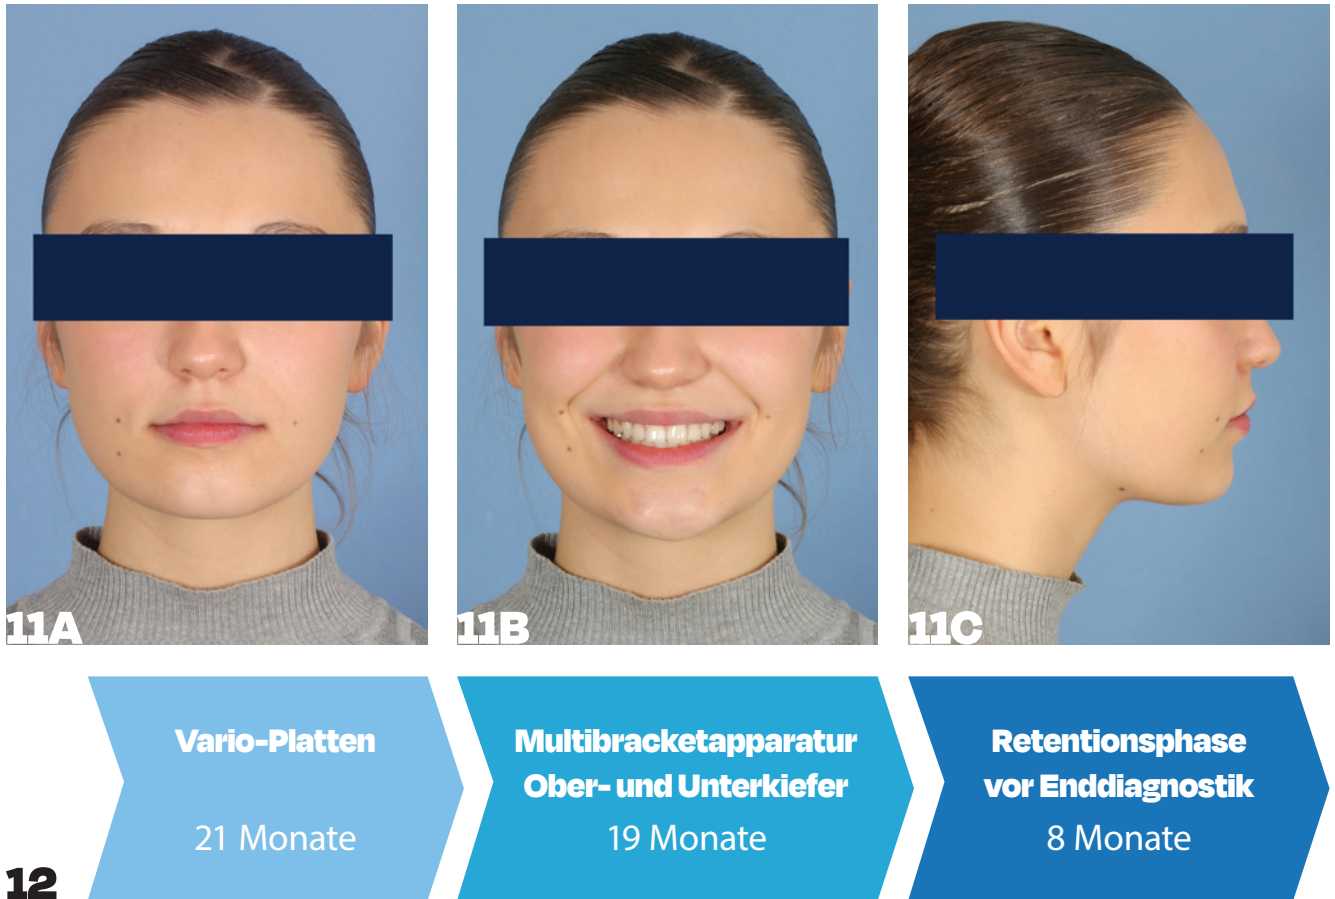 11A
11B
11C
Vario-Platten
21 Monate
Multibracketapparatur
Ober- und Unterkiefer
19 Monate
Retentionsphase
vor Enddiagnostik
8 Monate
12